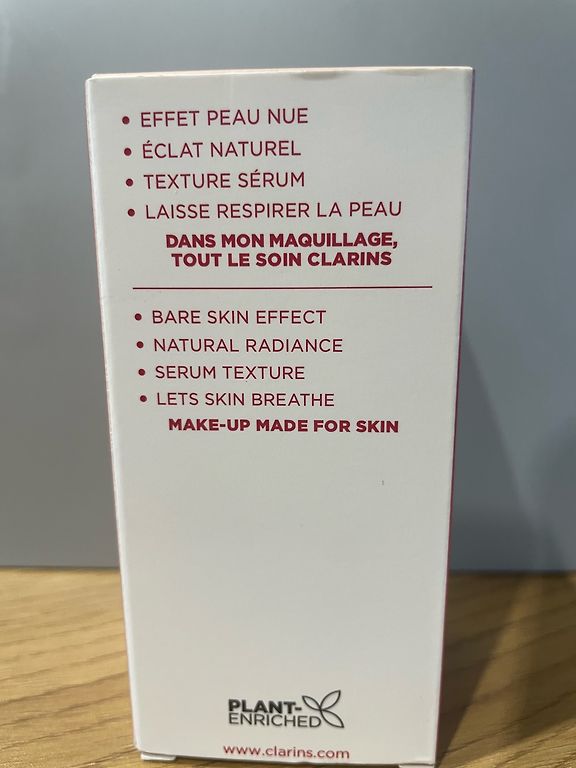 • EFFET PEAU NUE
• ÉCLAT NATUREL
• TEXTURE SÉRUM
• LAISSE RESPIRER LA PEAU
DANS MON MAQUILLAGE,
TOUT LE SOIN CLARINS
• BARE SKIN EFFECT
• NATURAL RADIANCE
• SERUM TEXTURE
• LETS SKIN BREATHE
MAKE-UP MADE FOR SKIN
PLANT-
ENRICHED
www.clarins.com